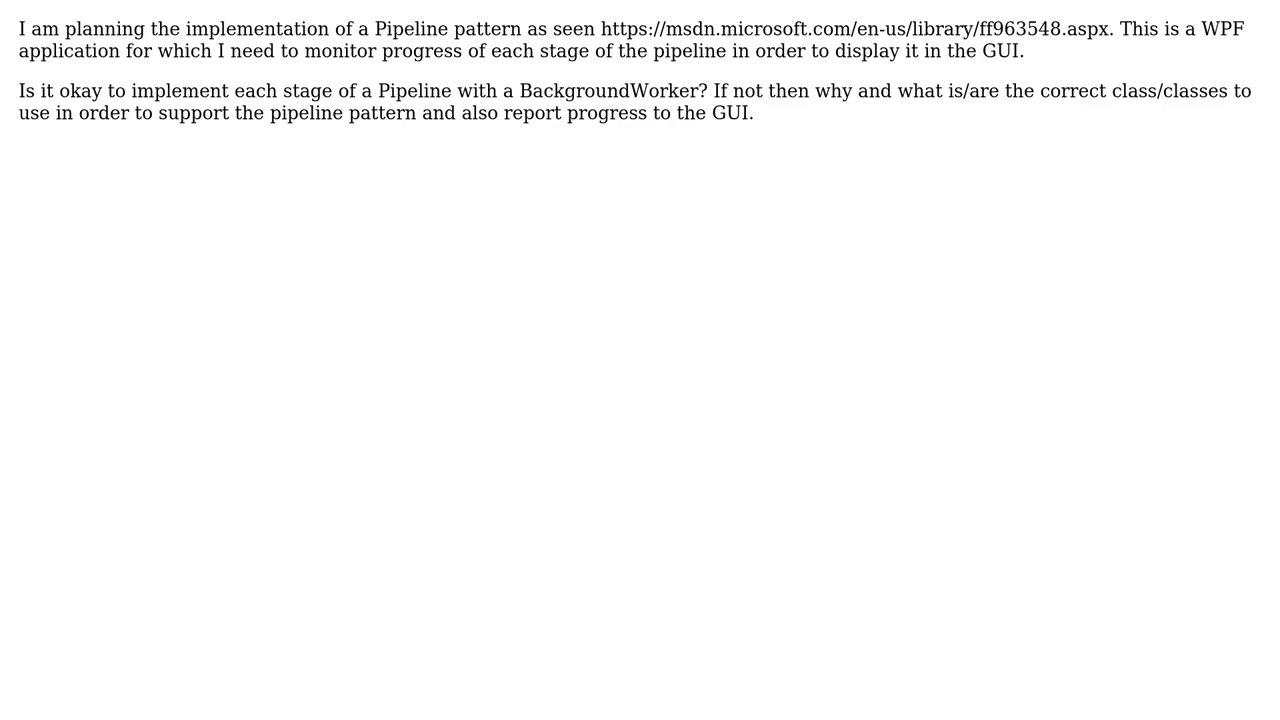 I am planning the implementation of a Pipeline pattern as seen https://msdn.microsoft.com/en-us/library/ff963548.aspx. This is a WPF
application for which I need to monitor progress of each stage of the pipeline in order to display it in the GUI.
Is it okay to implement each stage of a Pipeline with a BackgroundWorker? If not then why and what is/are the correct class/classes to
use in order to support the pipeline pattern and also report progress to the GUI.